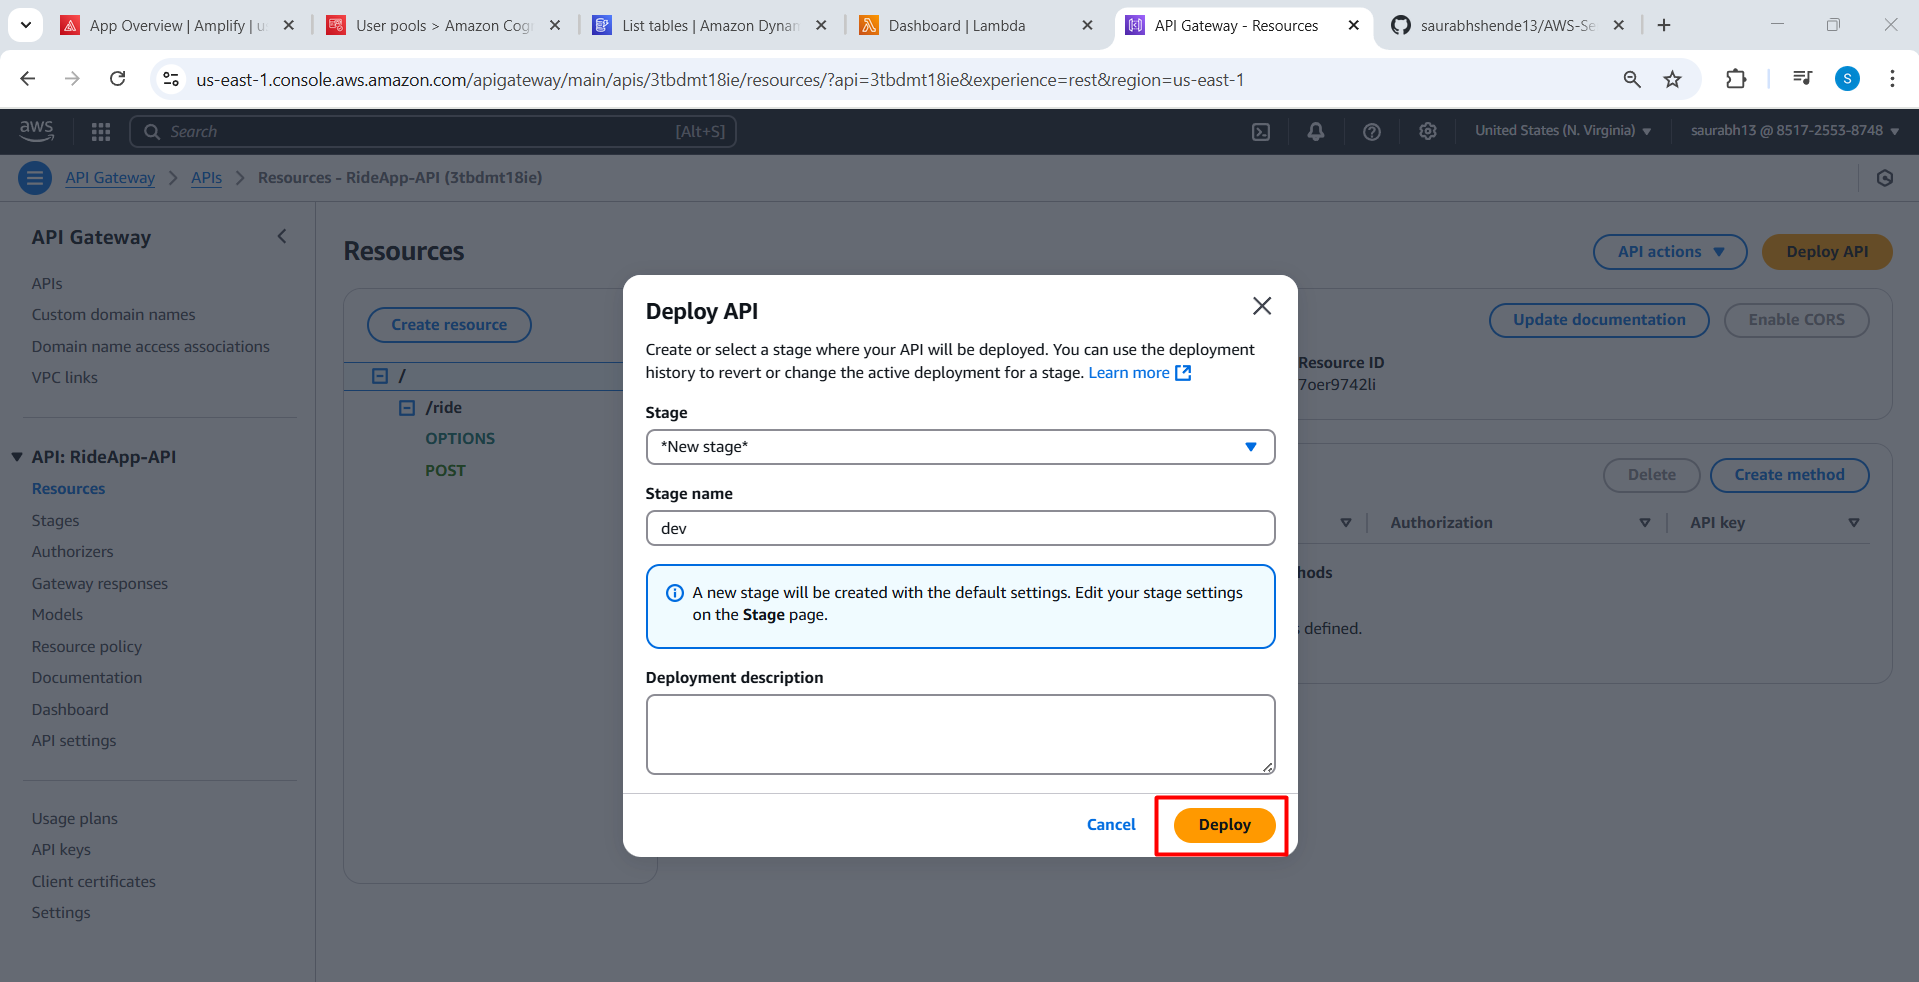 App Overview | Amplify | us
User pools > Amazon Cog
List tables | Amazon Dynam
Dashboard | Lambda
API Gateway - Resources
saurabhshende13/AWS-Se
us-east-1.console.aws.amazon.com/apigateway/main/apis/3tbdmt18ie/resources/?api=3tbdmt18ie&experience=rest&region=us-east-1
S
aws
Search
[Alt+S]
United States (N. Virginia)
saurabh13 @ 8517-2553-8748
API Gateway
APIs
Resources - RideApp-API (3tbdmt18ie)
API Gateway
APIs
Custom domain names
Domain name access associations
VPC links
API: RideApp-API
Resources
Stages
Authorizers
Gateway responses
Models
Resource policy
Documentation
Dashboard
API settings
Usage plans
API keys
Client certificates
Settings
Resources
API actions
Deploy API
Create resource
/
/ride
OPTIONS
POST
Update documentation
Enable CORS
Resource ID
7oer9742li
Delete
Create method
Authorization
API key
hods
defined.
Deploy API
Create or select a stage where your API will be deployed. You can use the deployment
history to revert or change the active deployment for a stage. Learn more
Stage
*New stage*
Stage name
dev
A new stage will be created with the default settings. Edit your stage settings
on the Stage page.
Deployment description
Cancel
Deploy